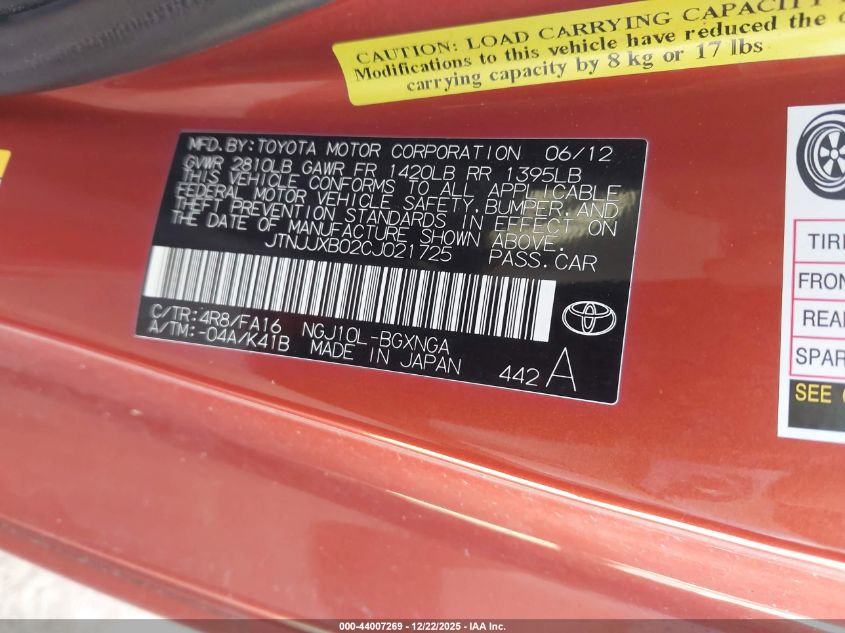 CAUTION: LOAD CARRYING CAPACITY
Modifications to this vehicle have reduced the
carrying capacity by 8 kg or 17 lbs
MFD. BY: TOYOTA MOTOR CORPORATION 06/12
GVWR 2810LB GAWR FR 1420LB RR 1395LB
THIS VEHICLE CONFORMS TO ALL APPLICABLE
FEDERAL MOTOR VEHICLE SAFETY, BUMPER, AND
THEFT PREVENTION STANDARDS IN EFFECT ON
THE DATE OF MANUFACTURE SHOWN ABOVE.
JTNJJXB02CJ021725 PASS. CAR
C/TR: 4R8/FA16 NGJ10L-BGXNGA
A/TM: -04A/K41B MADE IN JAPAN 442 A
TIRE
FRON
REA
SPAR
SEE
000-44007269 - 12/22/2025 - IAA Inc.